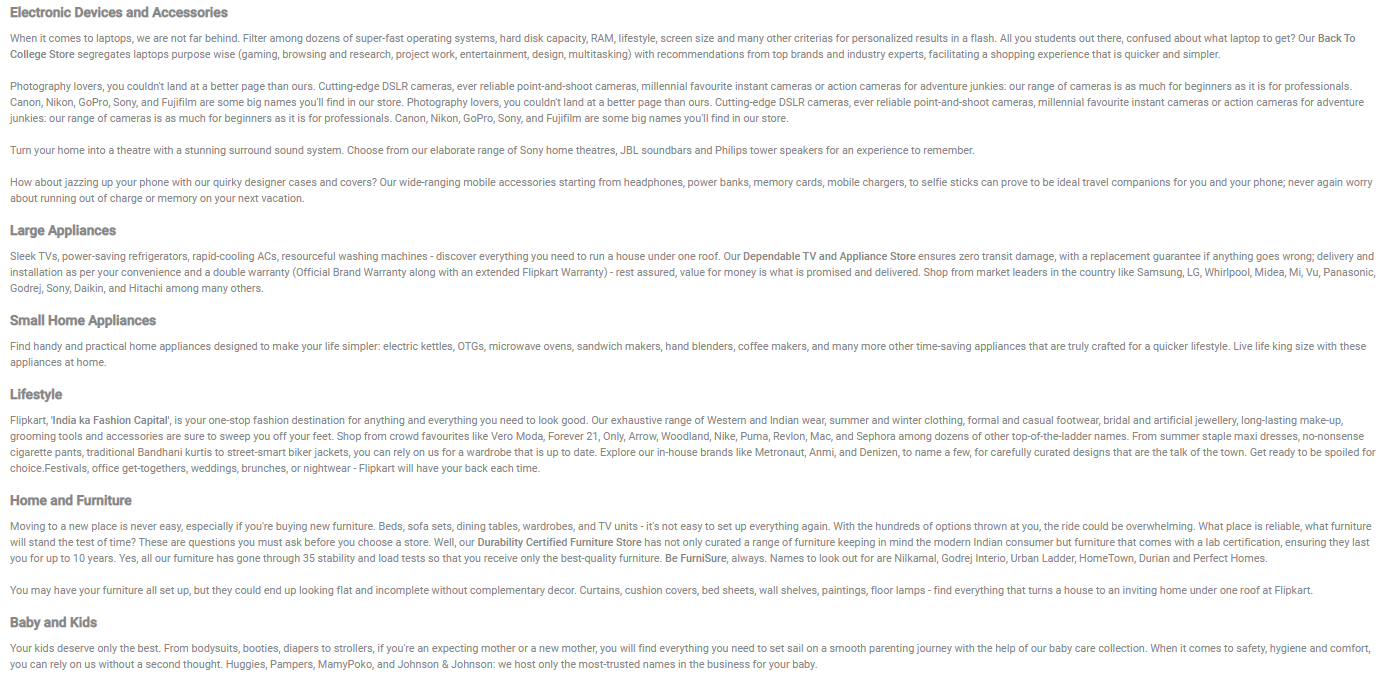 Electronic Devices and Accessories
When it comes to laptops, we are not far behind. Filter among dozens of super-fast operating systems, hard disk capacity, RAM, lifestyle, screen size and many other criterias for personalized results in a flash. All you students out there, confused about what laptop to get? Our Back To
College Store segregates laptops purpose wise (gaming, browsing and research, project work, entertainment, design, multitasking) with recommendations from top brands and industry experts, facilitating a shopping experience that is quicker and simpler.
Photography lovers, you couldn't land at a better page than ours. Cutting-edge DSLR cameras, ever reliable point-and-shoot cameras, millennial favourite instant cameras or action cameras for adventure junkies: our range of cameras is as much for beginners as it is for professionals.
Canon, Nikon, GoPro, Sony, and Fujifilm are some big names you'll find in our store. Photography lovers, you couldn't land at a better page than ours. Cutting-edge DSLR cameras, ever reliable point-and-shoot cameras, millennial favourite instant cameras or action cameras for adventure
junkies: our range of cameras is as much for beginners as it is for professionals. Canon, Nikon, GoPro, Sony, and Fujifilm are some big names you'll find in our store.
Turn your home into a theatre with a stunning surround sound system. Choose from our elaborate range of Sony home theatres, JBL soundbars and Philips tower speakers for an experience to remember.
How about jazzing up your phone with our quirky designer cases and covers? Our wide-ranging mobile accessories starting from headphones, power banks, memory cards, mobile chargers, to selfie sticks can prove to be ideal travel companions for you and your phone; never again worry
about running out of charge or memory on your next vacation.
Large Appliances
Sleek TVs, power-saving refrigerators, rapid-cooling ACs, resourceful washing machines - discover everything you need to run a house under one roof. Our Dependable TV and Appliance Store ensures zero transit damage, with a replacement guarantee if anything goes wrong; delivery and
installation as per your convenience and a double warranty (Official Brand Warranty along with an extended Flipkart Warranty) - rest assured, value for money is what is promised and delivered. Shop from market leaders in the country like Samsung, LG, Whirlpool, Midea, Mi, Vu, Panasonic,
Godrej, Sony, Daikin, and Hitachi among many others.
Small Home Appliances
Find handy and practical home appliances designed to make your life simpler: electric kettles, OTGs, microwave ovens, sandwich makers, hand blenders, coffee makers, and many more other time-saving appliances that are truly crafted for a quicker lifestyle. Live life king size with these
appliances at home.
Lifestyle
Flipkart, 'India ka Fashion Capital', is your one-stop fashion destination for anything and everything you need to look good. Our exhaustive range of Western and Indian wear, summer and winter clothing, formal and casual footwear, bridal and artificial jewellery, long-lasting make-up,
grooming tools and accessories are sure to sweep you off your feet. Shop from crowd favourites like Vero Moda, Forever 21, Only, Arrow, Woodland, Nike, Puma, Revlon, Mac, and Sephora among dozens of other top-of-the-ladder names. From summer staple maxi dresses, no-nonsense
cigarette pants, traditional Bandhani kurtis to street-smart biker jackets, you can rely on us for a wardrobe that is up to date. Explore our in-house brands like Metronaut, Anmi, and Denizen, to name a few, for carefully curated designs that are the talk of the town. Get ready to be spoiled for
choice.Festivals, office get-togethers, weddings, brunches, or nightwear - Flipkart will have your back each time.
Home and Furniture
Moving to a new place is never easy, especially if you're buying new furniture. Beds, sofa sets, dining tables, wardrobes, and TV units - it's not easy to set up everything again. With the hundreds of options thrown at you, the ride could be overwhelming. What place is reliable, what furniture
will stand the test of time? These are questions you must ask before you choose a store. Well, our Durability Certified Furniture Store has not only curated a range of furniture keeping in mind the modern Indian consumer but furniture that comes with a lab certification, ensuring they last
you for up to 10 years. Yes, all our furniture has gone through 35 stability and load tests so that you receive only the best-quality furniture. Be FurniSure, always. Names to look out for are Nilkamal, Godrej Interio, Urban Ladder, HomeTown, Durian and Perfect Homes.
You may have your furniture all set up, but they could end up looking flat and incomplete without complementary decor. Curtains, cushion covers, bed sheets, wall shelves, paintings, floor lamps - find everything that turns a house to an inviting home under one roof at Flipkart.
Baby and Kids
Your kids deserve only the best. From bodysuits, booties, diapers to strollers, if you're an expecting mother or a new mother, you will find everything you need to set sail on a smooth parenting journey with the help of our baby care collection. When it comes to safety, hygiene and comfort,
you can rely on us without a second thought. Huggies, Pampers, MamyPoko, and Johnson & Johnson: we host only the most-trusted names in the business for your baby.